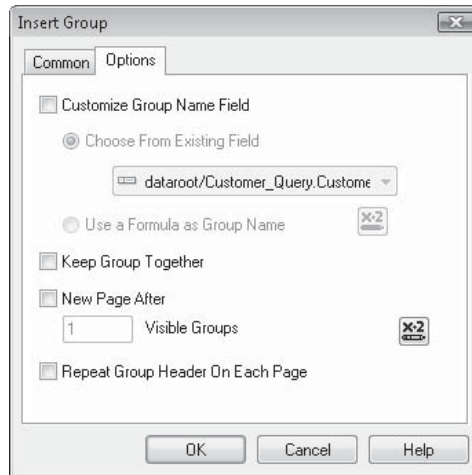 Insert Group
Common Options
Customize Group Name Field
Choose From Existing Field
dataroot/Customer_Query.Custome
Use a Formula as Group Name
x·2
Keep Group Together
New Page After
1 Visible Groups
x·2
Repeat Group Header On Each Page
OK Cancel Help